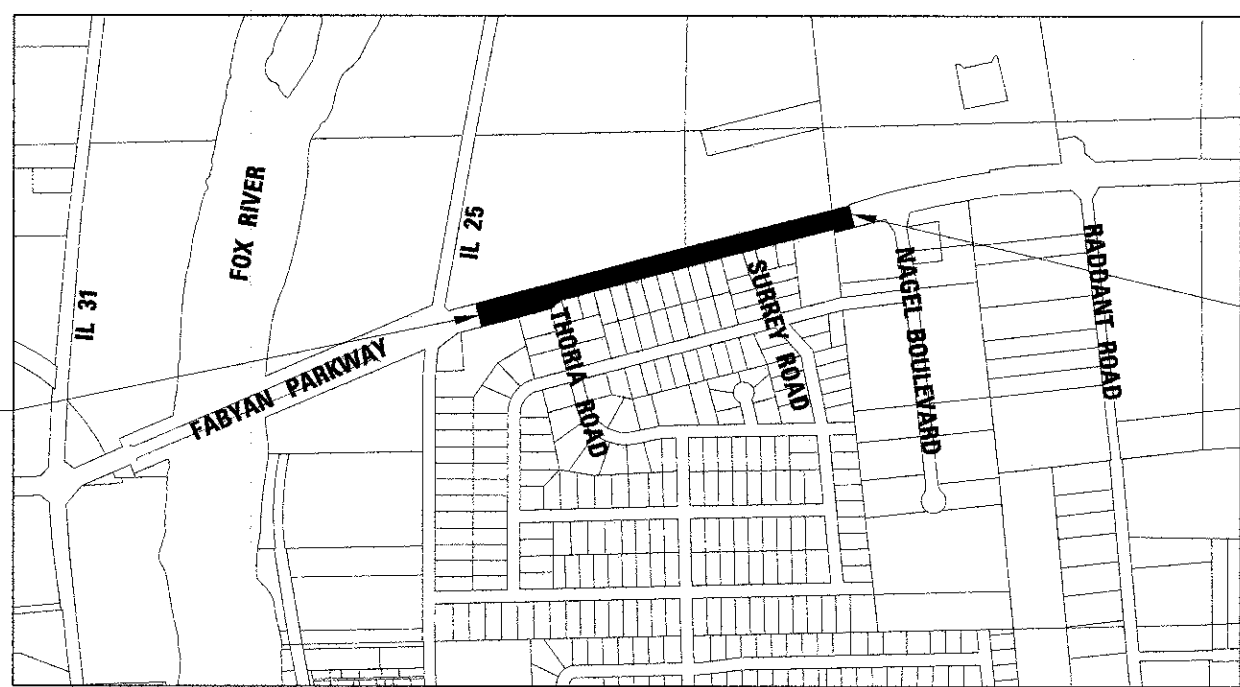 IL 31
FOX RIVER
IL 25
FABYAN PARKWAY
THORIA ROAD
SURREY ROAD
NAGEL BOULEVARD
RADDANT ROAD